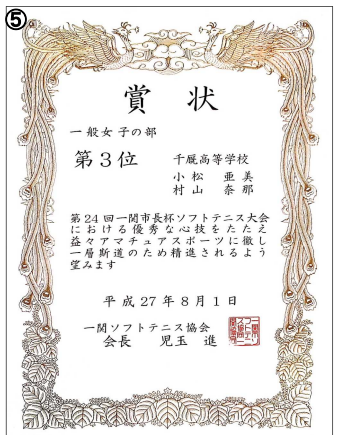 ⑤
賞状
一般女子の部
第3位
千厩高等学校
小松 亜美
村山 奈那
第24回一関市長杯ソフトテニス大会
における優秀な心技をたたえ
益々アマチュアスポーツに徹し
一層斯道のため精進されるよう
望みます
平成27年8月1日
一関ソフトテニス協会
会長 児玉 進